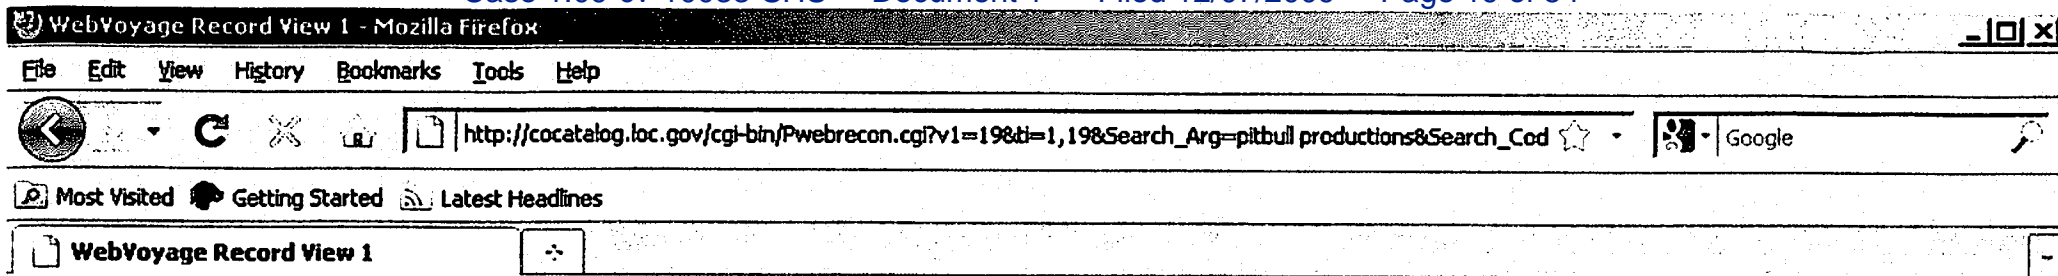 WebVoyage Record View 1 - Mozilla Firefox
File Edit View History Bookmarks Tools Help
http://cocatalog.loc.gov/cgi-bin/Pwebrecon.cgi?v1=19&ti=1,19&Search_Arg=pitbull productions&Search_Cod Google
Most Visited Getting Started Latest Headlines
WebVoyage Record View 1